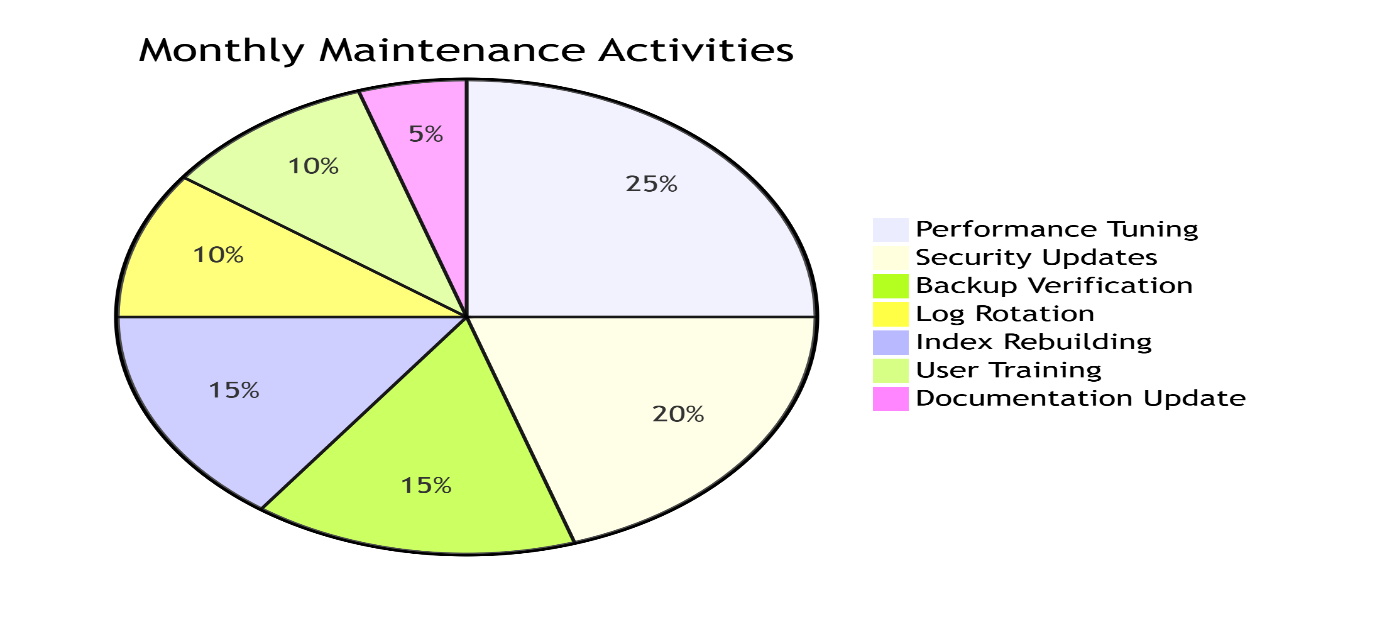 Monthly Maintenance Activities
5%
10%
25%
10%
15%
20%
15%
Performance Tuning
Security Updates
Backup Verification
Log Rotation
Index Rebuilding
User Training
Documentation Update